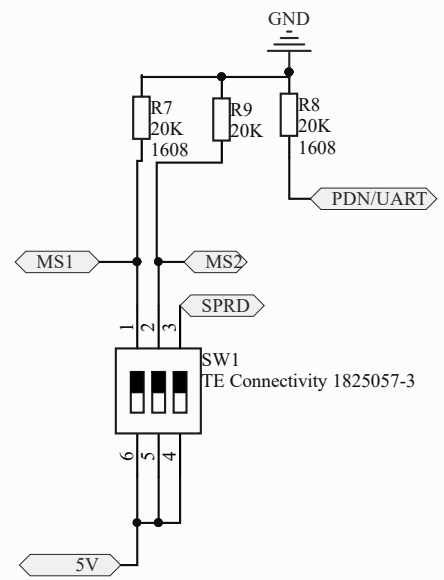 GND
R7
20K
1608
R9
20K
R8
20K
1608
PDN/UART
MS1
MS2
SPRD
1
2
3
SW1
TE Connectivity 1825057-3
6
5
4
5V